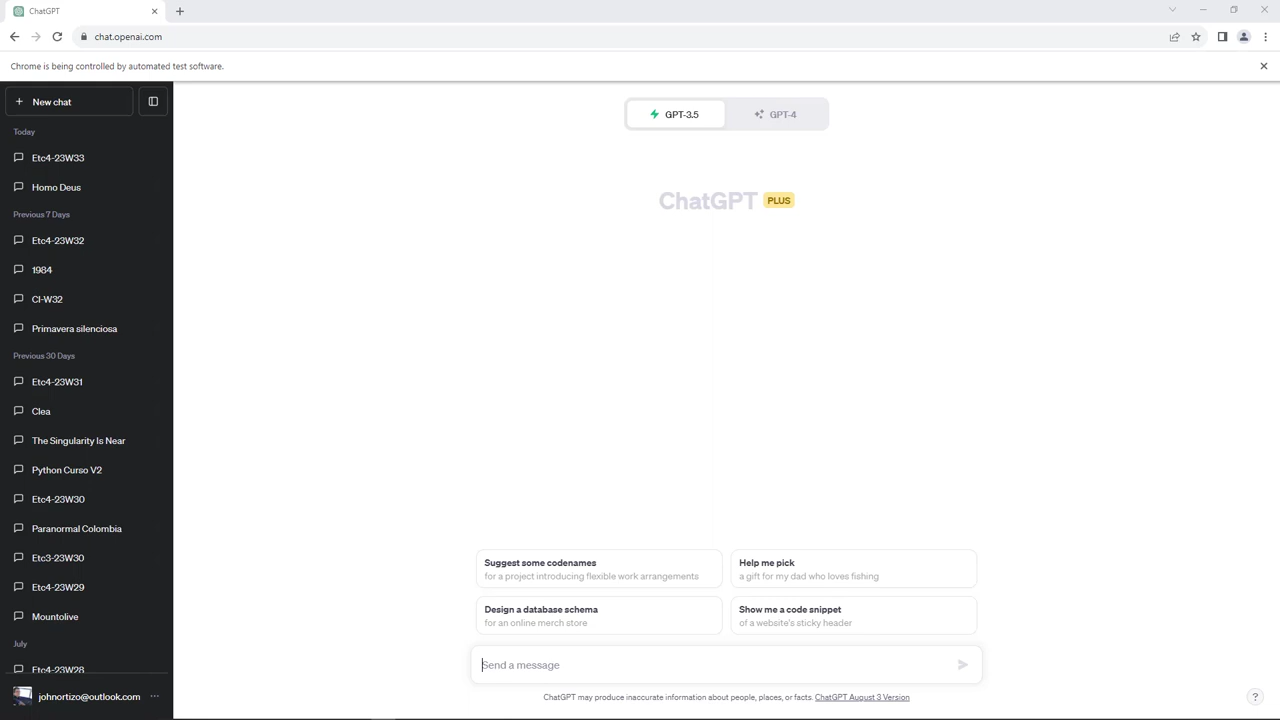 ChatGPT
chat.openai.com
Chrome is being controlled by automated test software.
New chat
Today
Etc4-23W33
Homo Deus
Previous 7 Days
Etc4-23W32
1984
CI-W32
Primavera silenciosa
Previous 30 Days
Etc4-23W31
Clea
The Singularity Is Near
Python Curso V2
Etc4-23W30
Paranormal Colombia
Etc3-23W30
Etc4-23W29
Mountolive
July
Etc4-23W28
johnortizo@outlook.com
GPT-3.5
GPT-4
ChatGPT PLUS
Suggest some codenames
for a project introducing flexible work arrangements
Help me pick
a gift for my dad who loves fishing
Design a database schema
for an online merch store
Show me a code snippet
of a website's sticky header
Send a message
ChatGPT may produce inaccurate information about people, places, or facts. ChatGPT August 3 Version
?